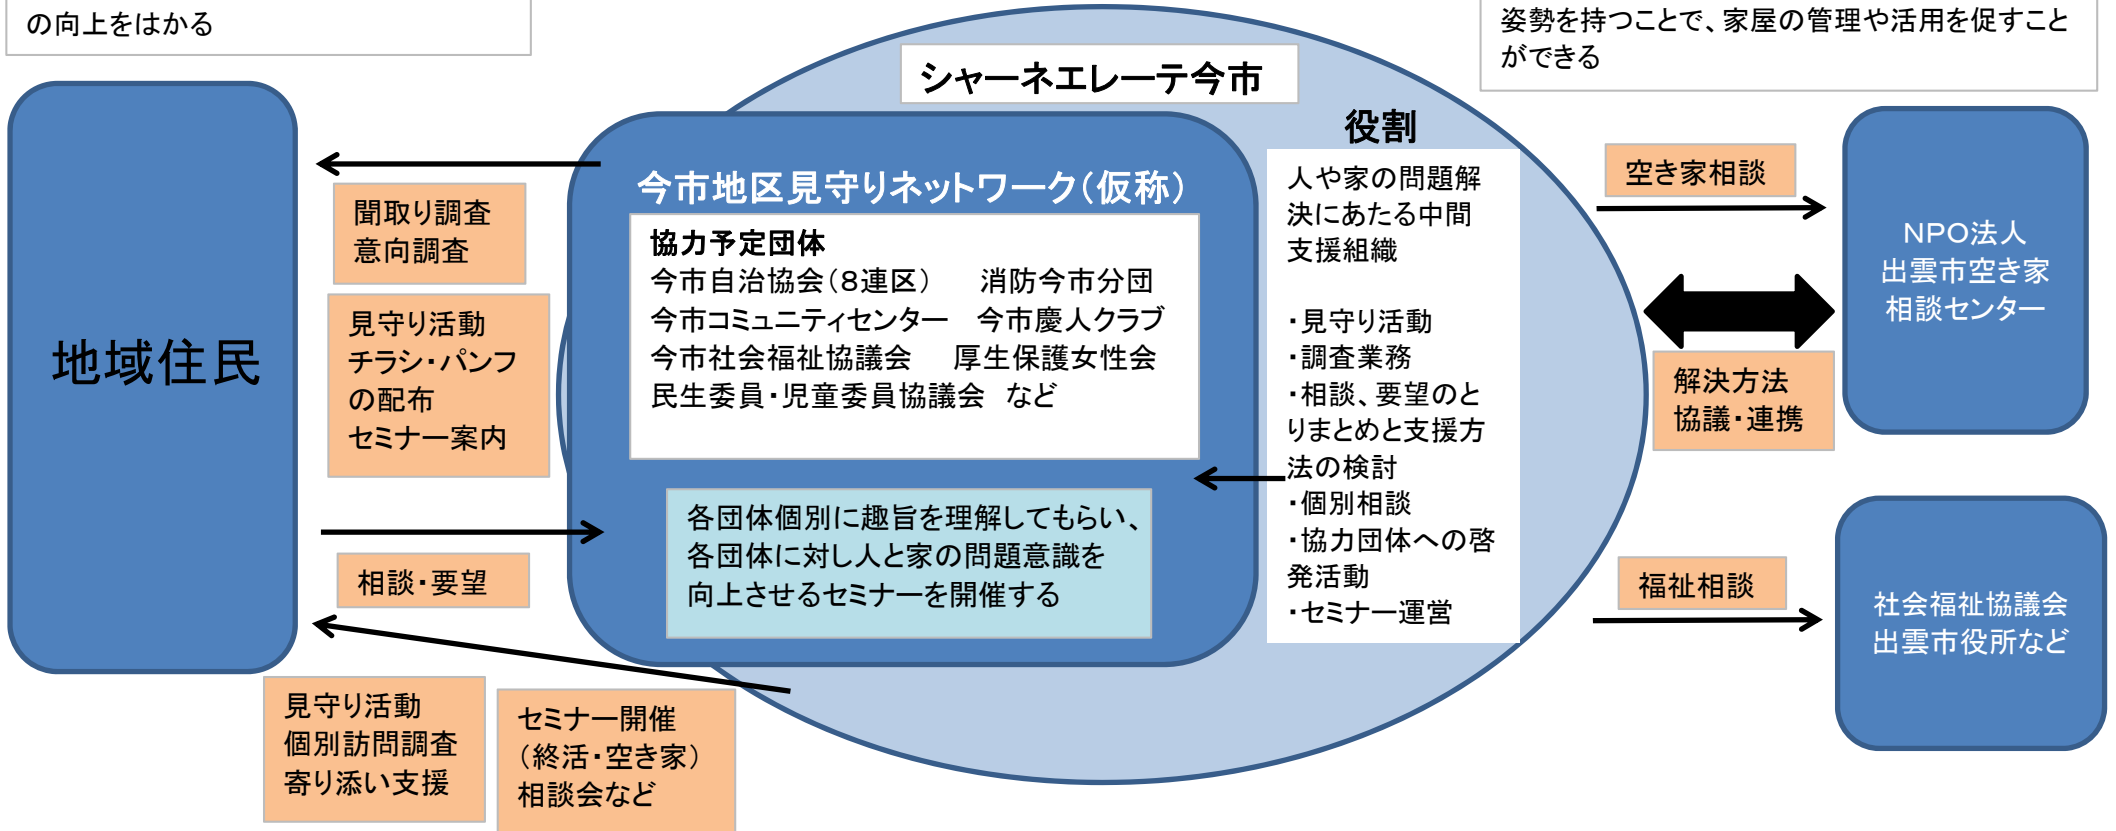 の向上をはかる
姿勢を持つことで、家屋の管理や活用を促すこと
ができる
シャーネエレーテ今市
役割
地域住民
聞取り調査
意向調査
見守り活動
チラシ・パンフ
の配布
セミナー案内
相談・要望
見守り活動
個別訪問調査
寄り添い支援
セミナー開催
（終活・空き家）
相談会など
今市地区見守りネットワーク（仮称）
協力予定団体
今市自治協会（８連区）　消防今市分団
今市コミュニティセンター　今市慶人クラブ
今市社会福祉協議会　厚生保護女性会
民生委員・児童委員協議会　など
各団体個別に趣旨を理解してもらい、
各団体に対し人と家の問題意識を
向上させるセミナーを開催する
人や家の問題解
決にあたる中間
支援組織
・見守り活動
・調査業務
・相談、要望のと
りまとめと支援方
法の検討
・個別相談
・協力団体への啓
発活動
・セミナー運営
空き家相談
解決方法
協議・連携
福祉相談
ＮＰＯ法人
出雲市空き家
相談センター
社会福祉協議会
出雲市役所など